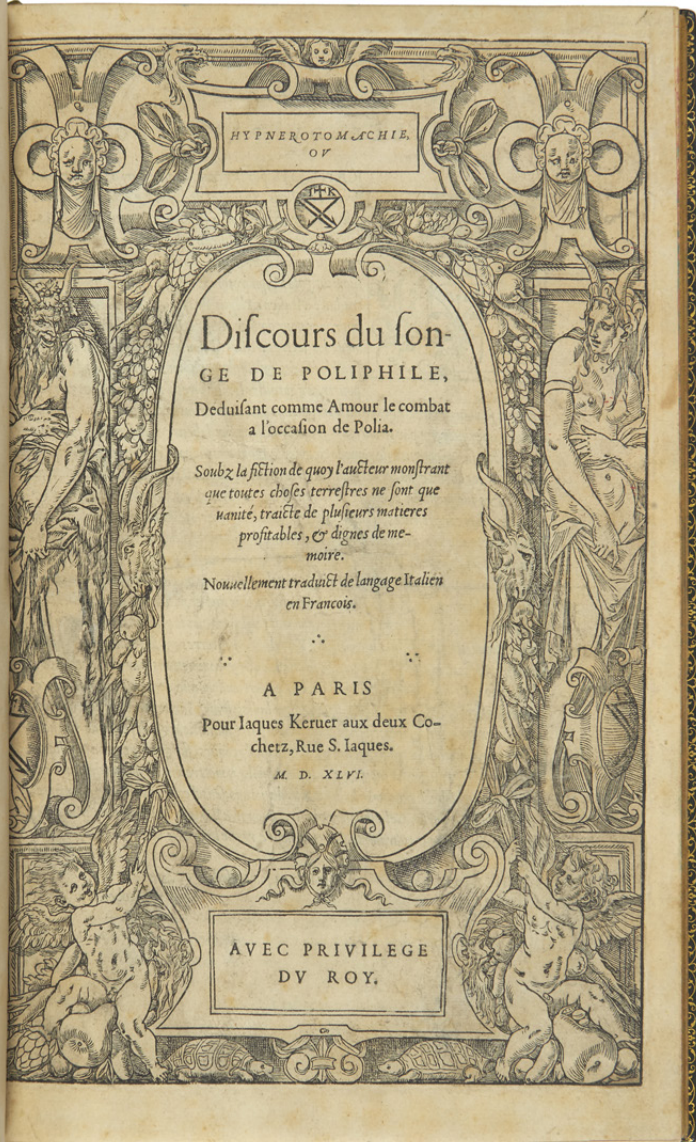 HYPNEROTOMACHIE,
OV
IK
Diſcours du ſon-
GE DE POLIPHILE,
Deduiſant comme Amour le combat
a l'occaſion de Polia.
Soubz la fiction de quoy l'aucteur monſtrant
que toutes choſes terreſtres ne ſont que
uanité, traicte de pluſieurs matieres
profitables, & dignes de me-
moire.
Nouuellement traduict de langage Italien
en Francois.
A PARIS
Pour Iaques Keruer aux deux Co-
chetz, Rue S. Iaques.
M. D. XLVI.
AVEC PRIVILEGE
DV ROY.